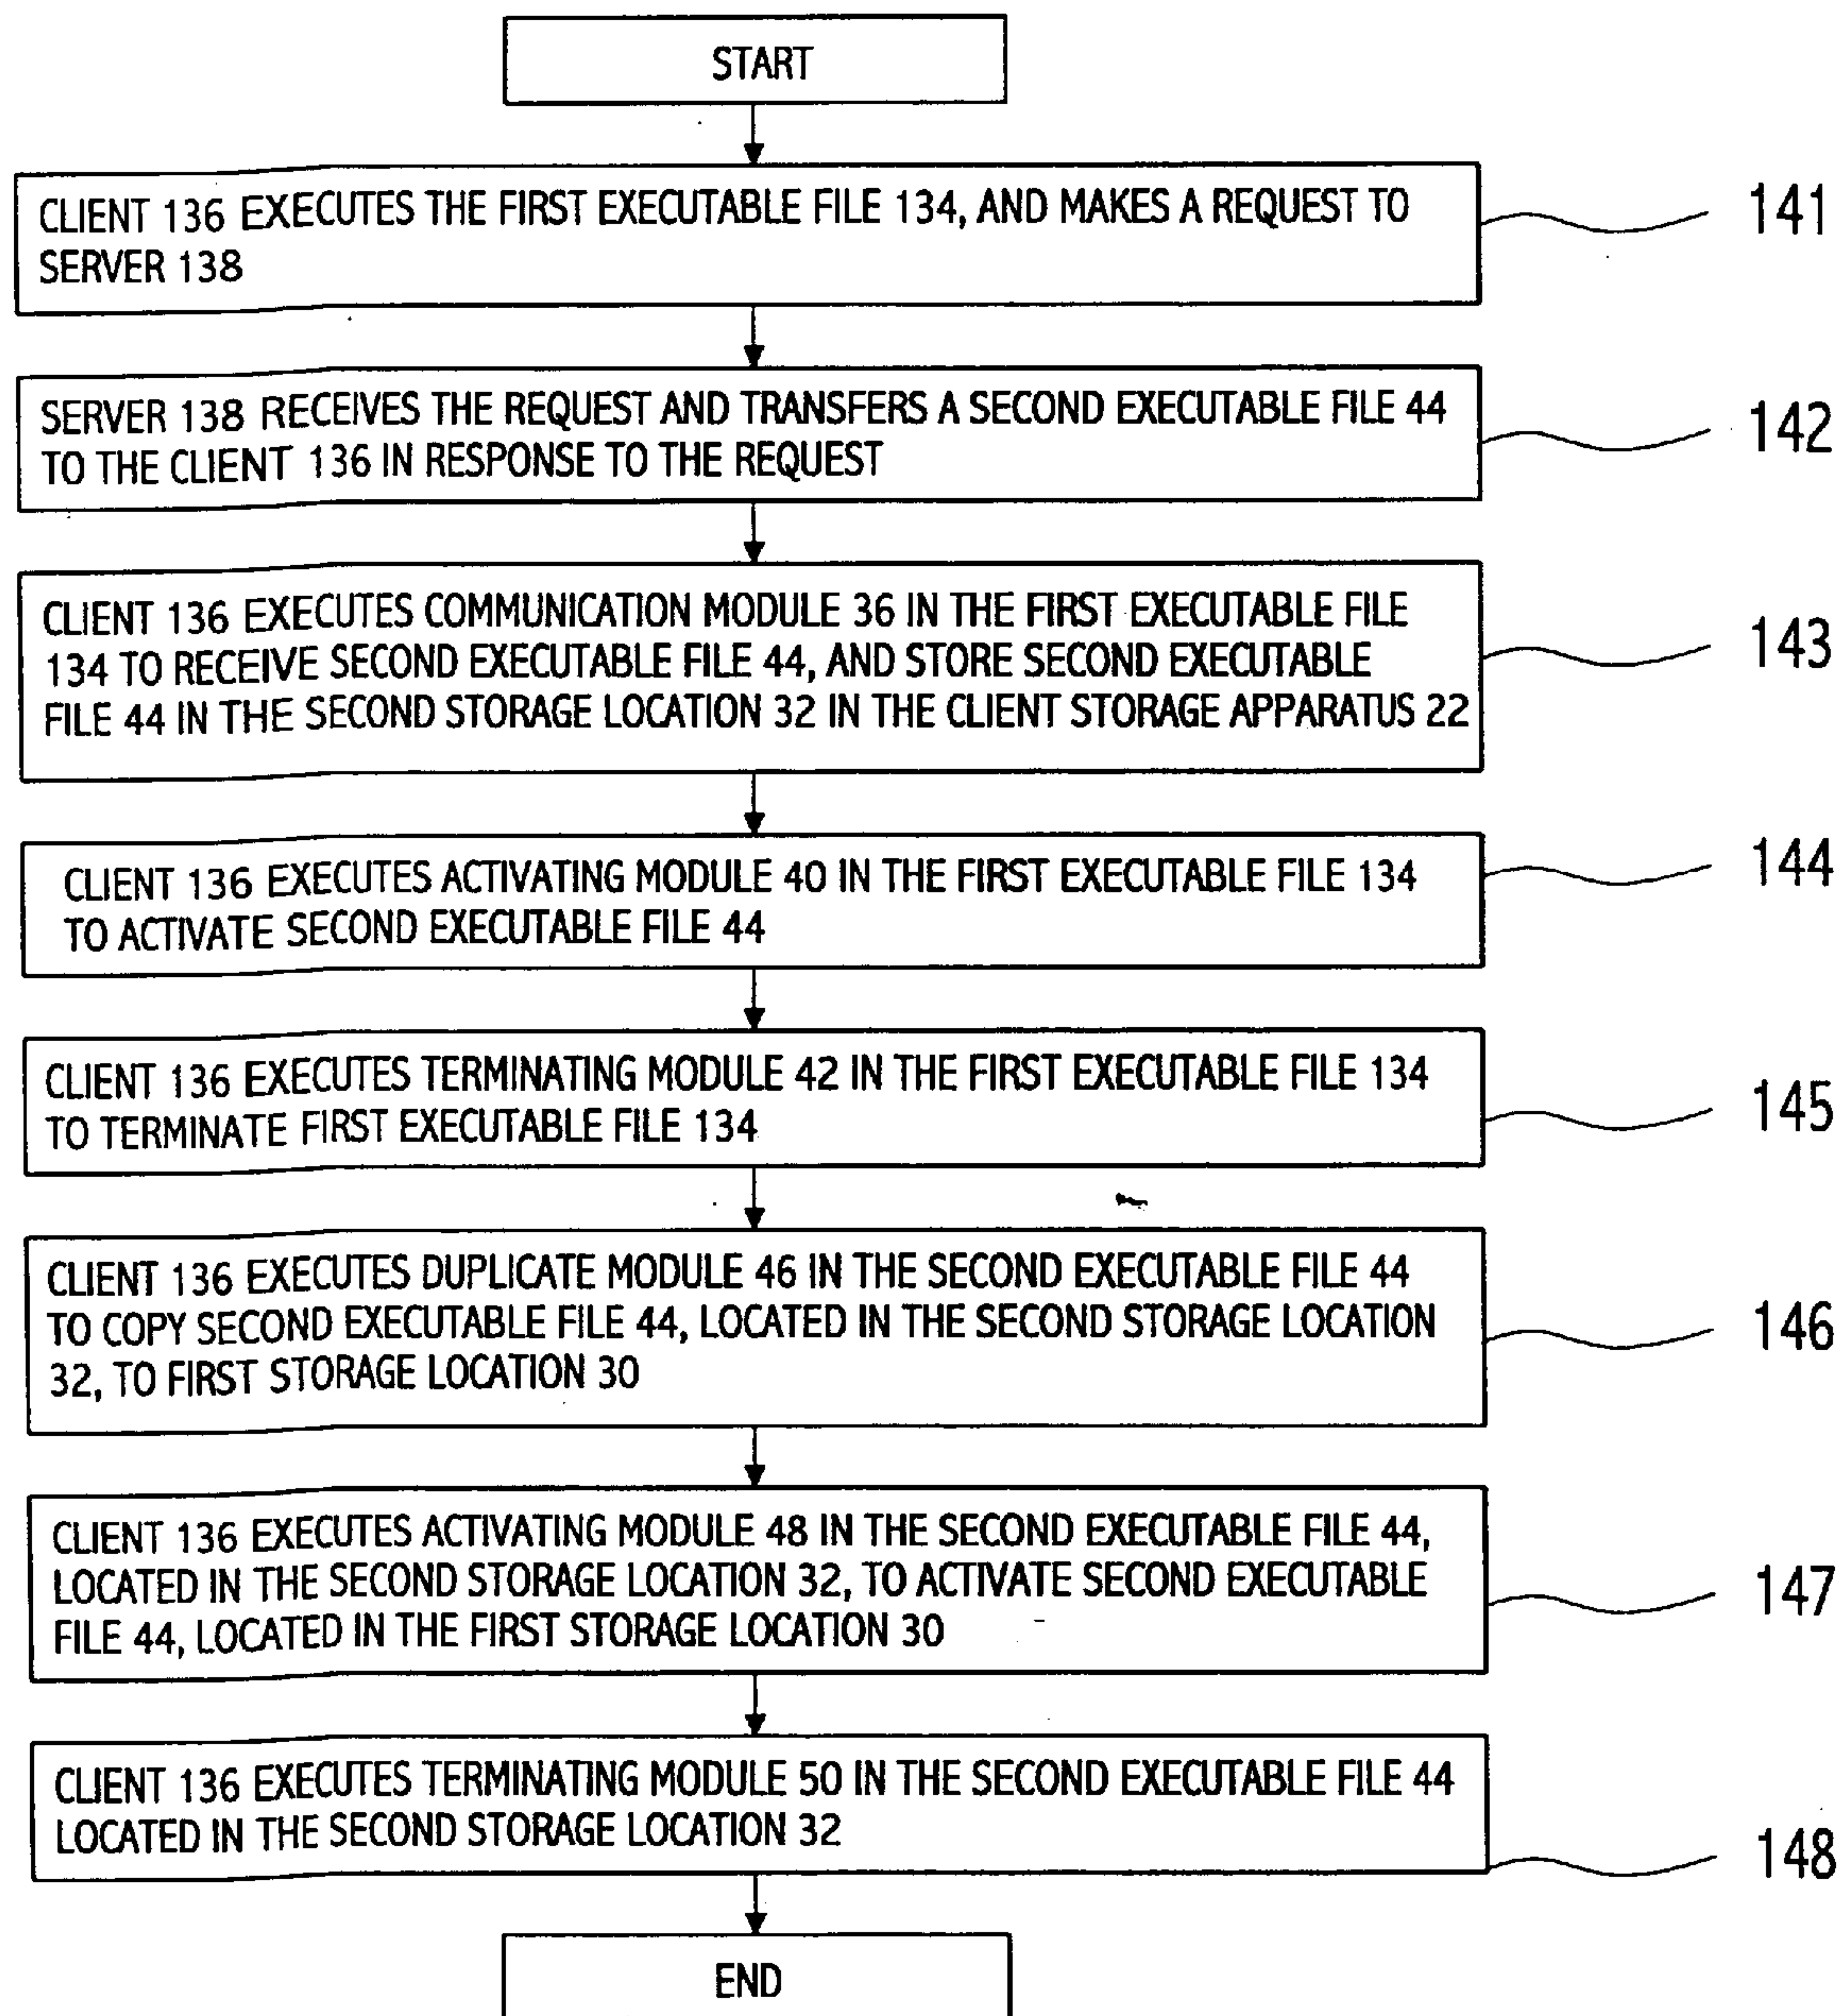 START
CLIENT 136 EXECUTES THE FIRST EXECUTABLE FILE 134, AND MAKES A REQUEST TO
SERVER 138
141
SERVER 138 RECEIVES THE REQUEST AND TRANSFERS A SECOND EXECUTABLE FILE 44
TO THE CLIENT 136 IN RESPONSE TO THE REQUEST
142
CLIENT 136 EXECUTES COMMUNICATION MODULE 36 IN THE FIRST EXECUTABLE FILE
134 TO RECEIVE SECOND EXECUTABLE FILE 44, AND STORE SECOND EXECUTABLE
FILE 44 IN THE SECOND STORAGE LOCATION 32 IN THE CLIENT STORAGE APPARATUS 22
143
CLIENT 136 EXECUTES ACTIVATING MODULE 40 IN THE FIRST EXECUTABLE FILE 134
TO ACTIVATE SECOND EXECUTABLE FILE 44
144
CLIENT 136 EXECUTES TERMINATING MODULE 42 IN THE FIRST EXECUTABLE FILE 134
TO TERMINATE FIRST EXECUTABLE FILE 134
145
CLIENT 136 EXECUTES DUPLICATE MODULE 46 IN THE SECOND EXECUTABLE FILE 44
TO COPY SECOND EXECUTABLE FILE 44, LOCATED IN THE SECOND STORAGE LOCATION
32, TO FIRST STORAGE LOCATION 30
146
CLIENT 136 EXECUTES ACTIVATING MODULE 48 IN THE SECOND EXECUTABLE FILE 44,
LOCATED IN THE SECOND STORAGE LOCATION 32, TO ACTIVATE SECOND EXECUTABLE
FILE 44, LOCATED IN THE FIRST STORAGE LOCATION 30
147
CLIENT 136 EXECUTES TERMINATING MODULE 50 IN THE SECOND EXECUTABLE FILE 44
LOCATED IN THE SECOND STORAGE LOCATION 32
148
END